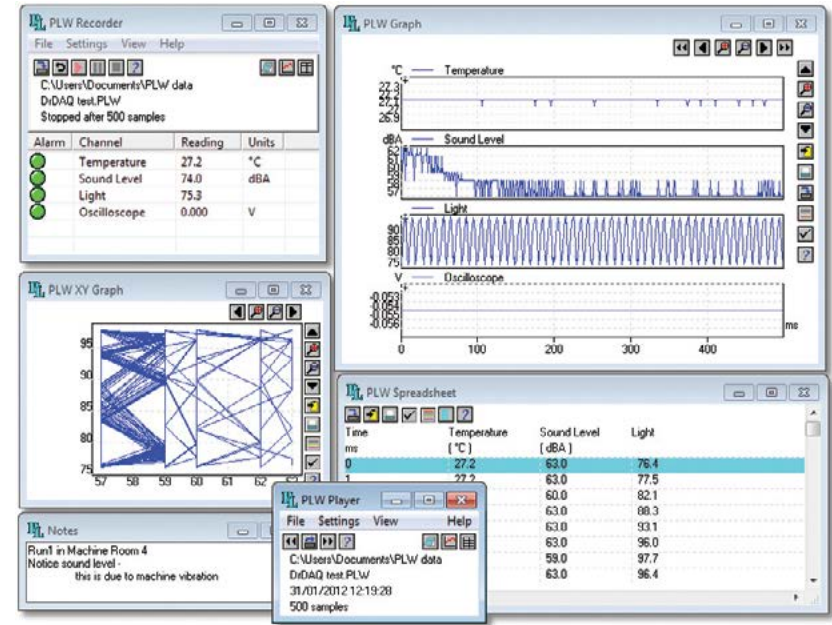 PLW Recorder
File Settings View Help
C:\Users\Documents\PLW data
DrDAQ test.PLW
Stopped after 500 samples
Alarm Channel Reading Units
Temperature 27.2 °C
Sound Level 74.0 dBA
Light 75.3
Oscilloscope 0.000 V
PLW Graph
°C Temperature
27.3
27.1
26.9
dBA Sound Level
62
61
60
59
58
57
Light
90
85
80
75
V Oscilloscope
-0.053
-0.054
-0.055
-0.056
ms
0 100 200 300 400
PLW XY Graph
95
90
85
80
75
57 58 59 60 61 62
PLW Spreadsheet
Time Temperature Sound Level Light
ms (°C) (dBA)
0 27.2 63.0 76.4
1 27.2 63.0 77.5
60.0 82.1
63.0 88.3
63.0 93.1
63.0 96.0
59.0 97.7
63.0 96.4
Notes
Run1 in Machine Room 4
Notice sound level -
this is due to machine vibration
PLW Player
File Settings View Help
C:\Users\Documents\PLW data
DrDAQ test.PLW
31/01/2012 12:19:28
500 samples